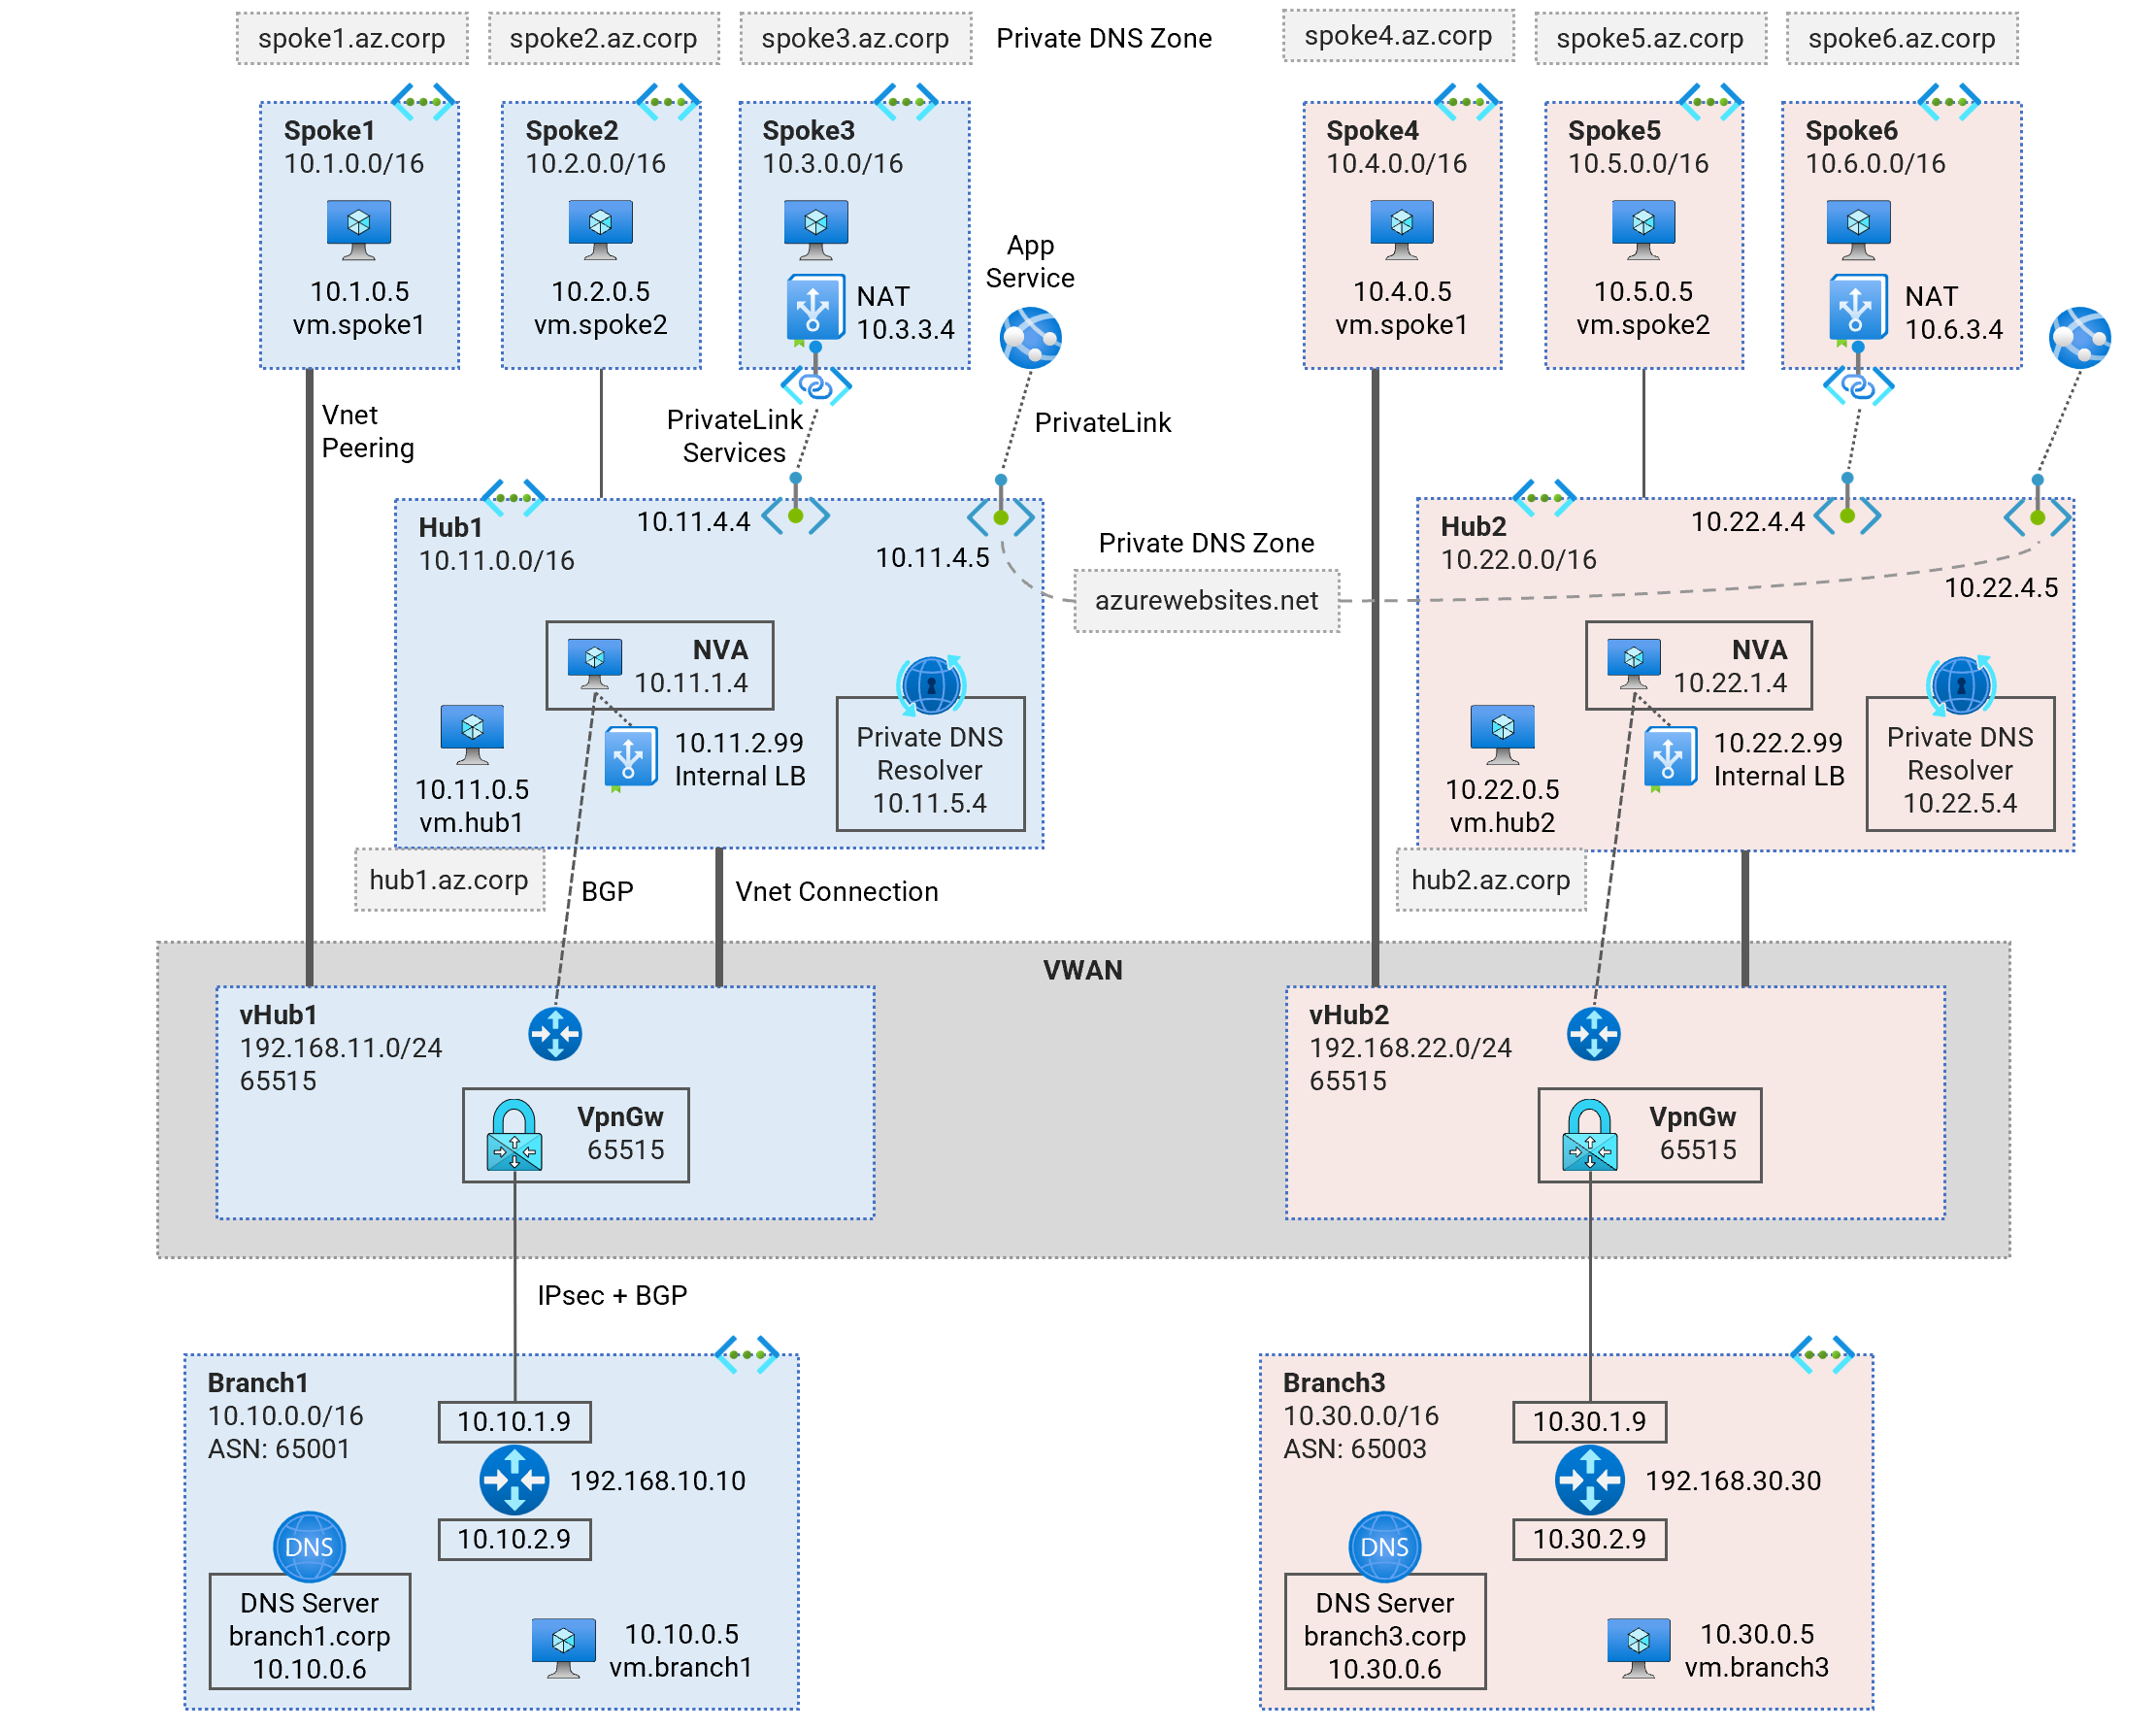 spoke1.az.corp
spoke2.az.corp
spoke3.az.corp
Private DNS Zone
spoke4.az.corp
spoke5.az.corp
spoke6.az.corp
Spoke1
10.1.0.0/16
10.1.0.5
vm.spoke1
Spoke2
10.2.0.0/16
10.2.0.5
vm.spoke2
Spoke3
10.3.0.0/16
NAT
10.3.3.4
App
Service
Spoke4
10.4.0.0/16
10.4.0.5
vm.spoke1
Spoke5
10.5.0.0/16
10.5.0.5
vm.spoke2
Spoke6
10.6.0.0/16
NAT
10.6.3.4
Vnet
Peering
PrivateLink
Services
PrivateLink
Hub1
10.11.0.0/16
10.11.4.4
10.11.4.5
NVA
10.11.1.4
10.11.2.99
Internal LB
10.11.0.5
vm.hub1
Private DNS
Resolver
10.11.5.4
Private DNS Zone
azurewebsites.net
Hub2
10.22.0.0/16
10.22.4.4
10.22.4.5
NVA
10.22.1.4
10.22.2.99
Internal LB
10.22.0.5
vm.hub2
Private DNS
Resolver
10.22.5.4
hub1.az.corp
BGP
Vnet Connection
hub2.az.corp
VWAN
vHub1
192.168.11.0/24
65515
VpnGw
65515
vHub2
192.168.22.0/24
65515
VpnGw
65515
IPsec + BGP
Branch1
10.10.0.0/16
ASN: 65001
10.10.1.9
192.168.10.10
10.10.2.9
DNS
DNS Server
branch1.corp
10.10.0.6
10.10.0.5
vm.branch1
Branch3
10.30.0.0/16
ASN: 65003
10.30.1.9
192.168.30.30
10.30.2.9
DNS
DNS Server
branch3.corp
10.30.0.6
10.30.0.5
vm.branch3